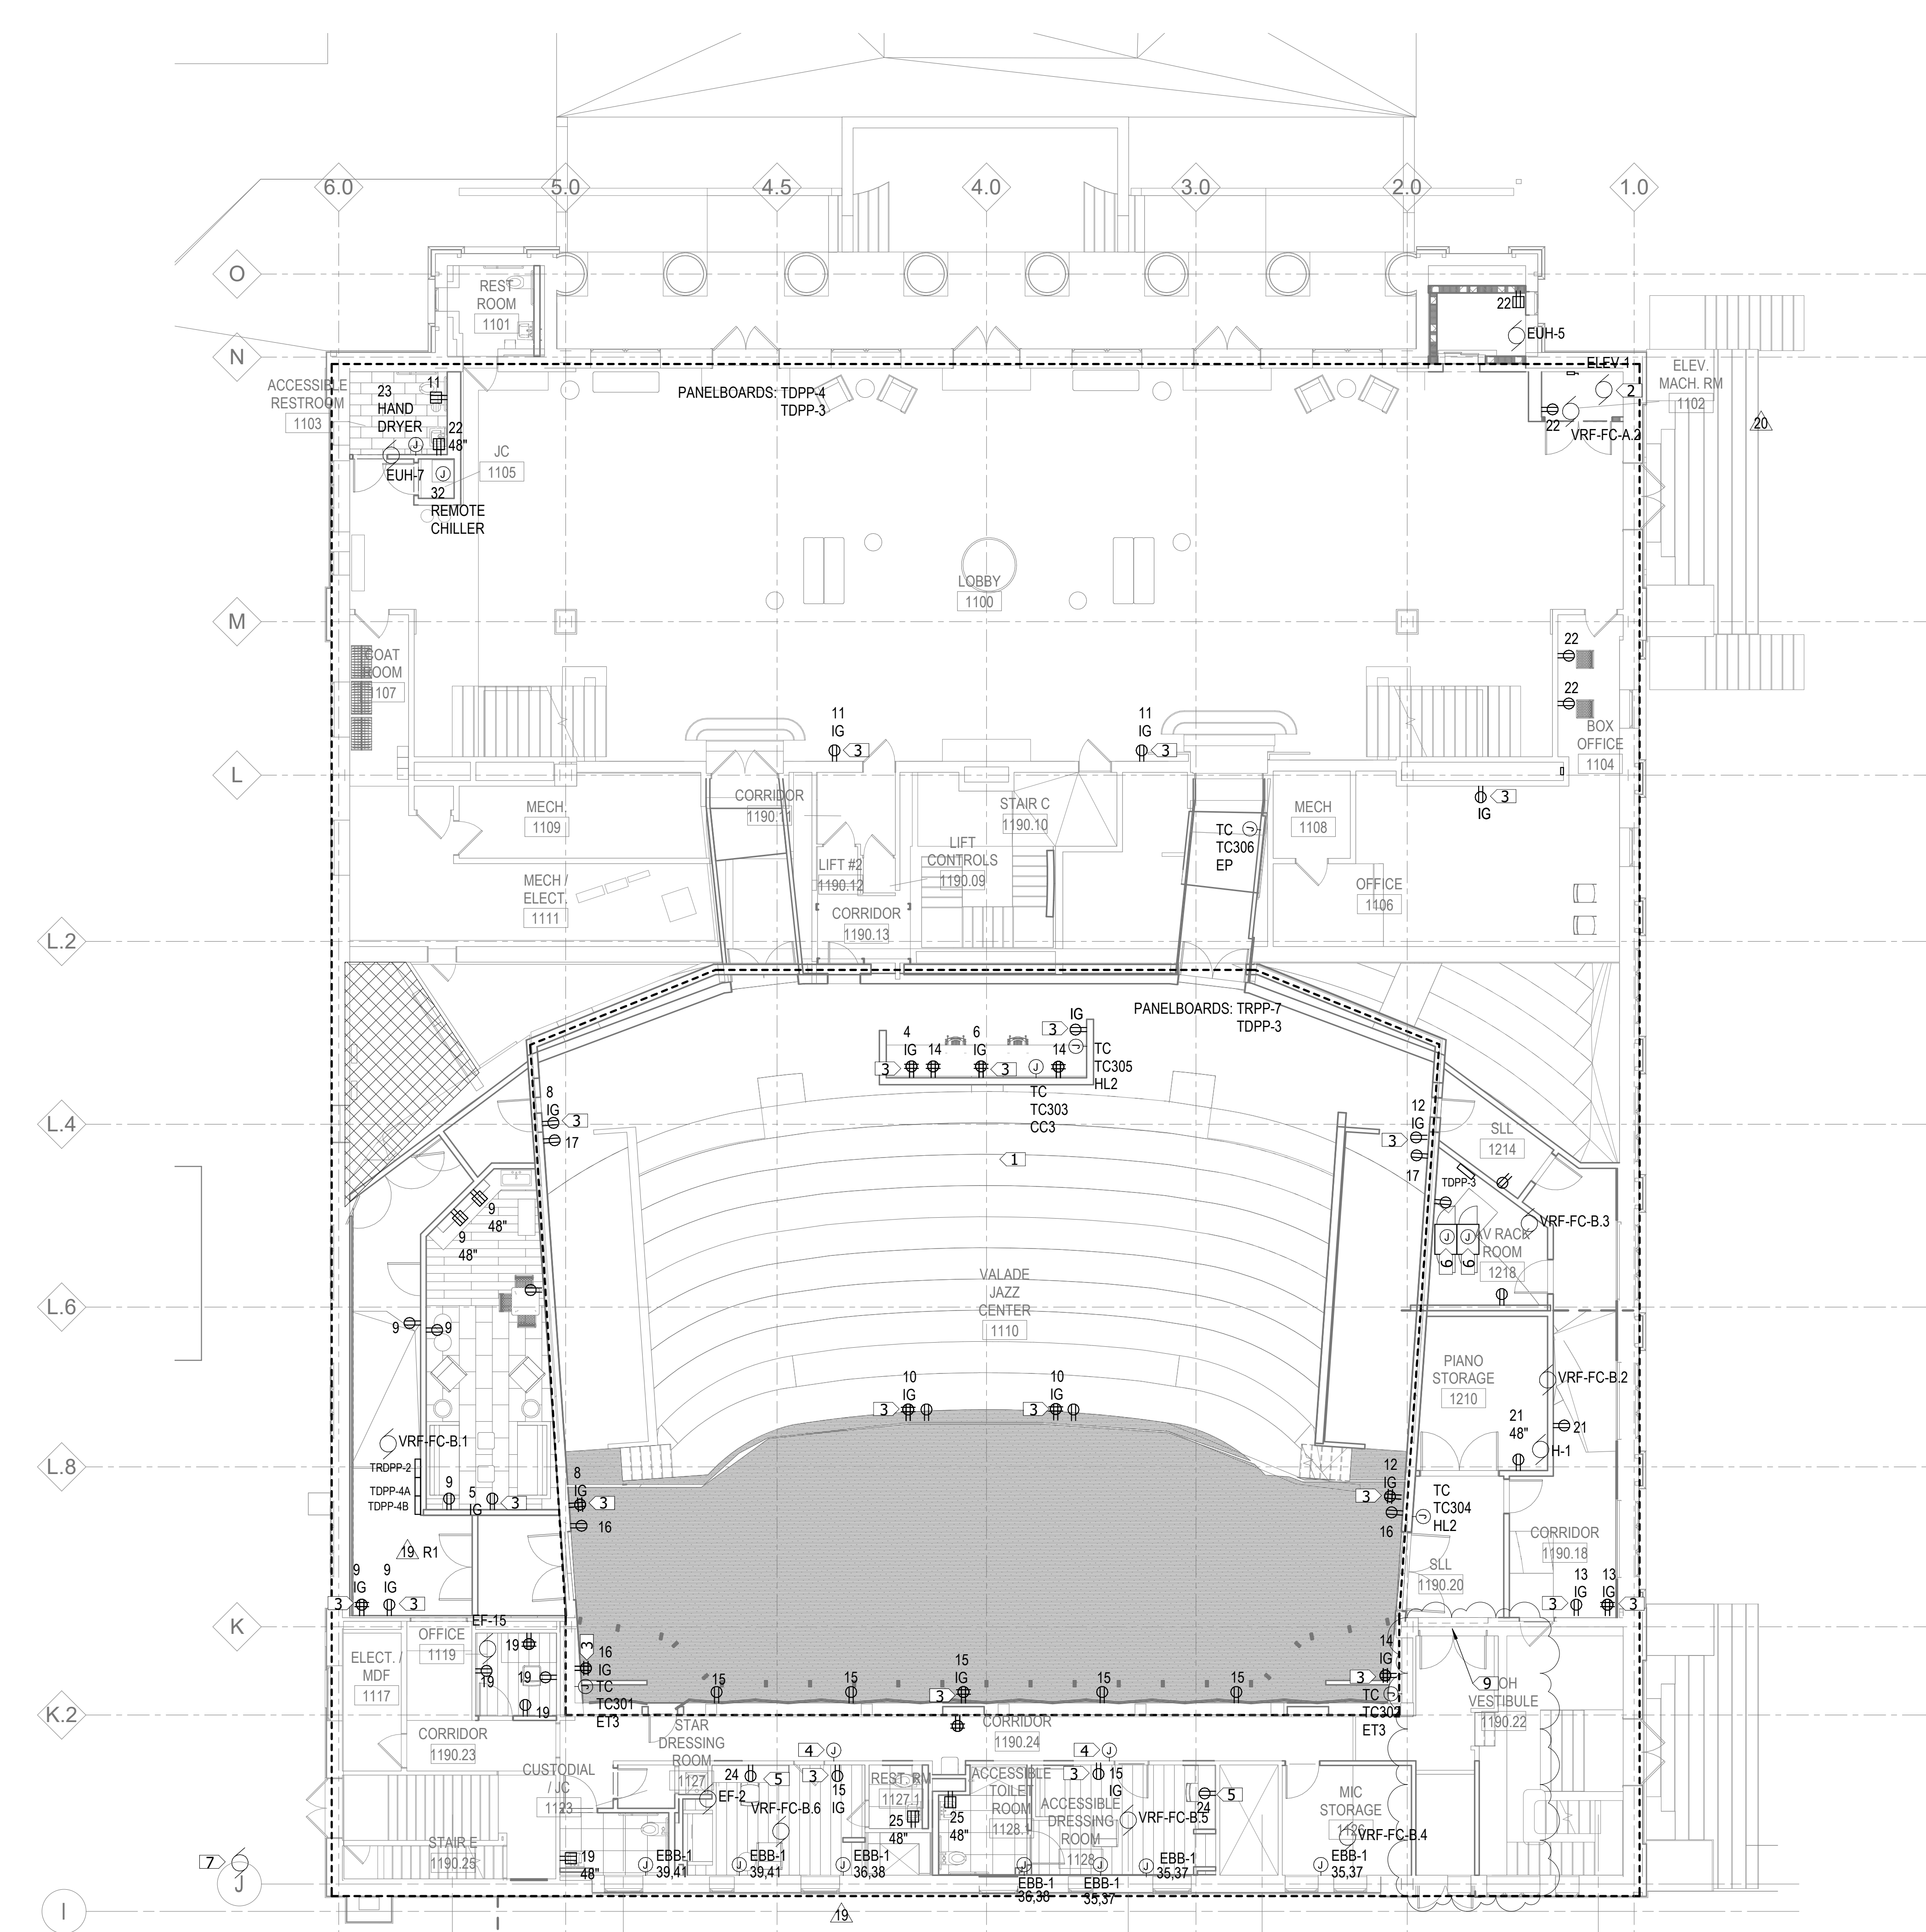 6.0
5.0
4.5
4.0
3.0
2.0
1.0
O
REST
ROOM
1101
22
EUH-5
N
ELEV-1
ACCESSIBLE
RESTROOM
1103
23
HAND
DRYER
11
22
48"
EUH-7
J
J
32
REMOTE
CHILLER
JC
1105
PANELBOARDS: TDPP-4
TDPP-3
ELEV.
MACH. RM
1102
2
22
VRF-FC-A.2
20
LOBBY
1100
M
COAT
ROOM
1107
22
22
BOX
OFFICE
1104
11
IG
3
11
IG
3
L
3
IG
MECH.
1109
CORRIDOR
1190.11
STAIR C
1190.10
MECH
1108
TC
TC306
EP
J
LIFT
CONTROLS
1190.09
LIFT #2
1190.12
MECH /
ELECT.
1111
OFFICE
1106
CORRIDOR
1190.13
L.2
PANELBOARDS: TRPP-7
TDPP-3
IG
3
4
IG
14
6
IG
14
3
3
J
J
TC
TC305
HL2
TC
TC303
CC3
8
IG
3
17
L.4
12
IG
3
17
SLL
1214
1
TDPP-3
9
48"
9
48"
VRF-FC-B.3
J
J
AV RACK
ROOM
1218
6
6
VALADE
JAZZ
CENTER
1110
L.6
9
9
PIANO
STORAGE
1210
VRF-FC-B.2
10
IG
3
10
IG
3
21
48"
21
H-1
VRF-FC-B.1
L.8
TRDPP-2
TDPP-4A
TDPP-4B
9
5
IG
3
8
IG
3
16
12
IG
3
16
TC
TC304
HL2
J
CORRIDOR
1190.18
19
R1
SLL
1190.20
9
IG
9
IG
3
3
13
IG
13
IG
3
3
K
EF-15
OFFICE
1119
19
19
19
19
ELECT. /
MDF
1117
3
16
IG
J
TC
TC301
ET3
15
15
15
IG
3
15
15
14
IG
3
TC
TC302
ET3
J
9
VESTIBULE
1190.22
K.2
CORRIDOR
1190.23
STAR
DRESSING
ROOM
1127
CORRIDOR
1190.24
4
J
4
J
CUSTODIAL
/ JC
1123
24
5
EF-2
VRF-FC-B.6
3
15
IG
REST. RM
1127.1
25
48"
25
48"
ACCESSIBLE
TOILET
ROOM
1128.1
3
15
IG
ACCESSIBLE
DRESSING
ROOM
1128
VRF-FC-B.5
24
5
MIC
STORAGE
1126
VRF-FC-B.4
STAIR E
1190.25
7
J
19
48"
J
EBB-1
39,41
J
EBB-1
39,41
J
EBB-1
36,38
J
EBB-1
36,38
J
EBB-1
35,37
J
EBB-1
35,37
J
EBB-1
35,37
I
19